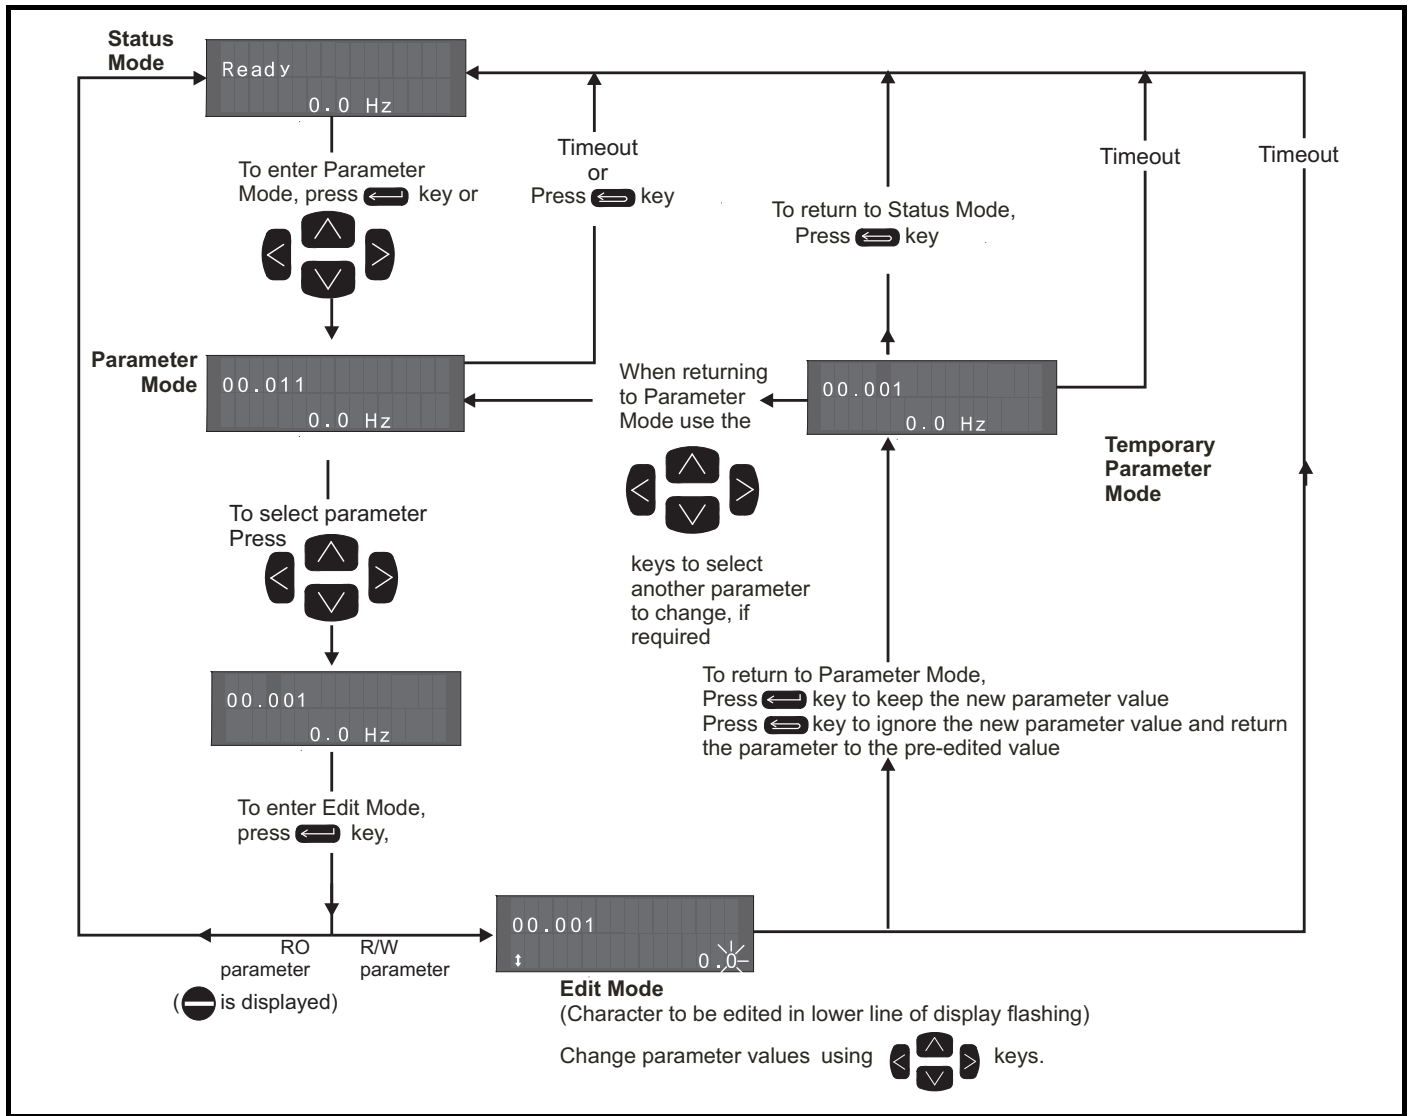 Status
Mode
Ready
0.0 Hz
To enter Parameter
Mode, press key or
Timeout
or
Press key
To return to Status Mode,
Press key
Timeout
Timeout
Parameter
Mode
00.011
0.0 Hz
When returning
to Parameter
Mode use the
keys to select
another parameter
to change, if
required
00.001
0.0 Hz
Temporary
Parameter
Mode
To select parameter
Press
00.001
0.0 Hz
To return to Parameter Mode,
Press key to keep the new parameter value
Press key to ignore the new parameter value and return
the parameter to the pre-edited value
To enter Edit Mode,
press key,
RO
parameter
R/W
parameter
( is displayed)
00.001
0.0
Edit Mode
(Character to be edited in lower line of display flashing)
Change parameter values using keys.